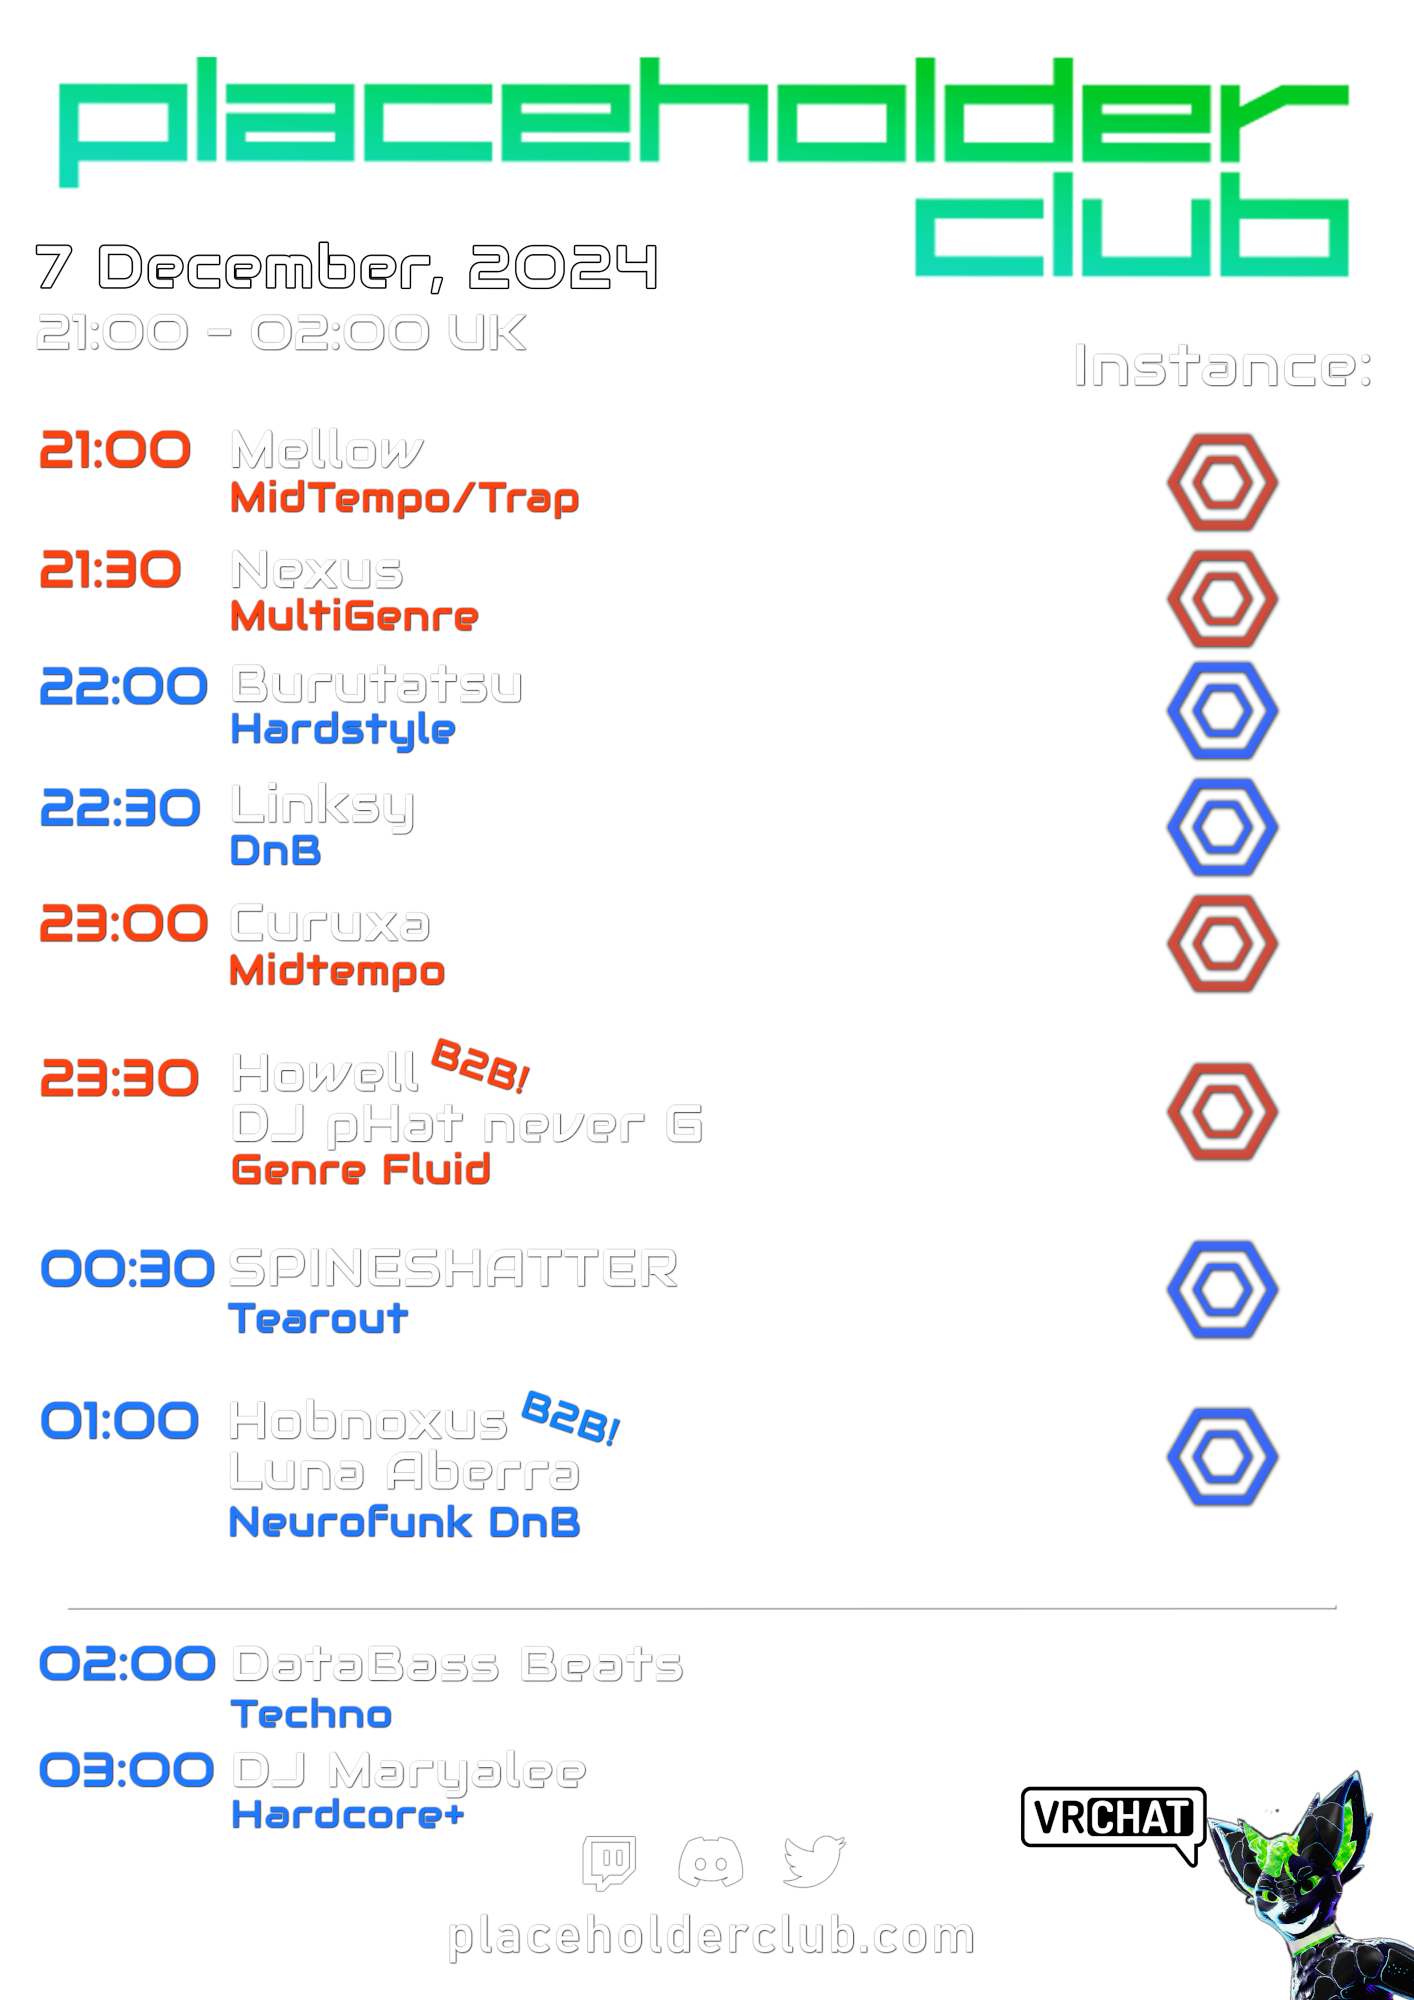 placeholder
club
7 December, 2024
21:00 - 02:00 UK
Instance:
21:00 Mellow
MidTempo/Trap
21:30 Nexus
MultiGenre
22:00 Burutatsu
Hardstyle
22:30 Linksy
DnB
23:00 Curuxa
Midtempo
23:30 Howell B2B!
DJ pHat never G
Genre Fluid
00:30 SPINESHATTER
Tearout
01:00 Hobnoxus B2B!
Luna Aberra
Neurofunk DnB
02:00 DataBass Beats
Techno
03:00 DJ Maryalee
Hardcore+
VRCHAT
placeholderclub.com